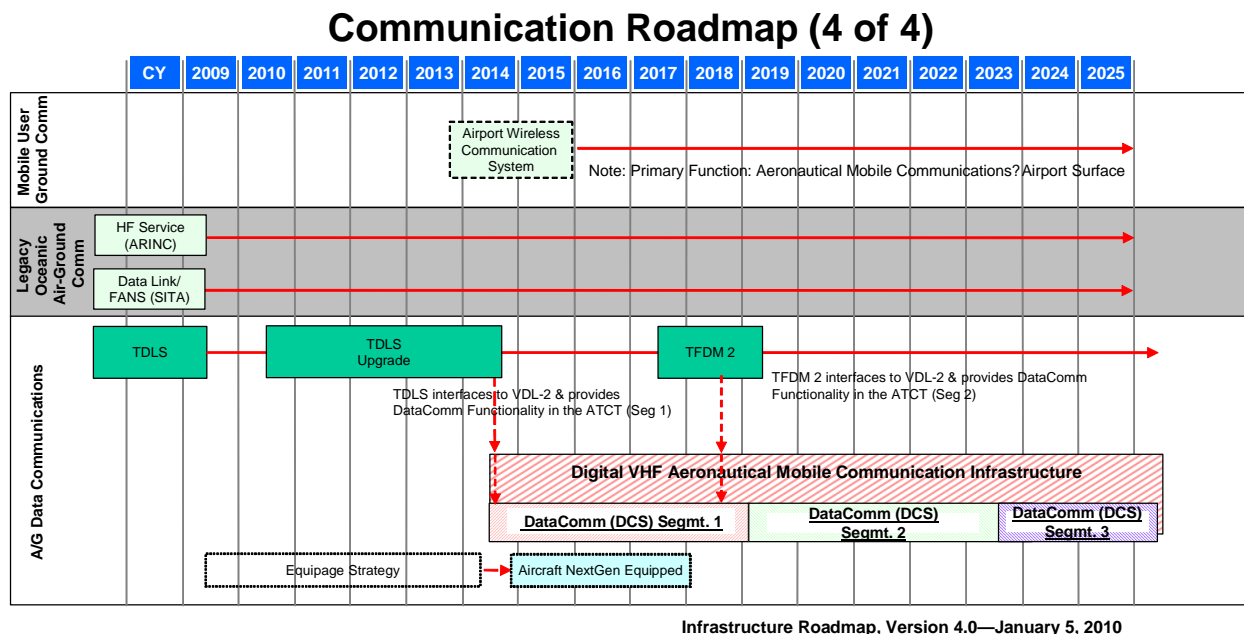 Communication Roadmap (4 of 4)
CY 2009 2010 2011 2012 2013 2014 2015 2016 2017 2018 2019 2020 2021 2022 2023 2024 2025
Mobile User
Ground Comm
Airport Wireless
Communication
System
Note: Primary Function: Aeronautical Mobile Communications?Airport Surface
Legacy
Oceanic
Air-Ground
Comm
HF Service
(ARINC)
Data Link/
FANS (SITA)
A/G Data Communications
TDLS
TDLS
Upgrade
TFDM 2
TDLS interfaces to VDL-2 & provides
DataComm Functionality in the ATCT (Seg 1)
TFDM 2 interfaces to VDL-2 & provides DataComm
Functionality in the ATCT (Seg 2)
Digital VHF Aeronautical Mobile Communication Infrastructure
DataComm (DCS) Segmt. 1
DataComm (DCS)
Segmt. 2
DataComm (DCS)
Segmt. 3
Equipage Strategy
Aircraft NextGen Equipped
Infrastructure Roadmap, Version 4.0—January 5, 2010